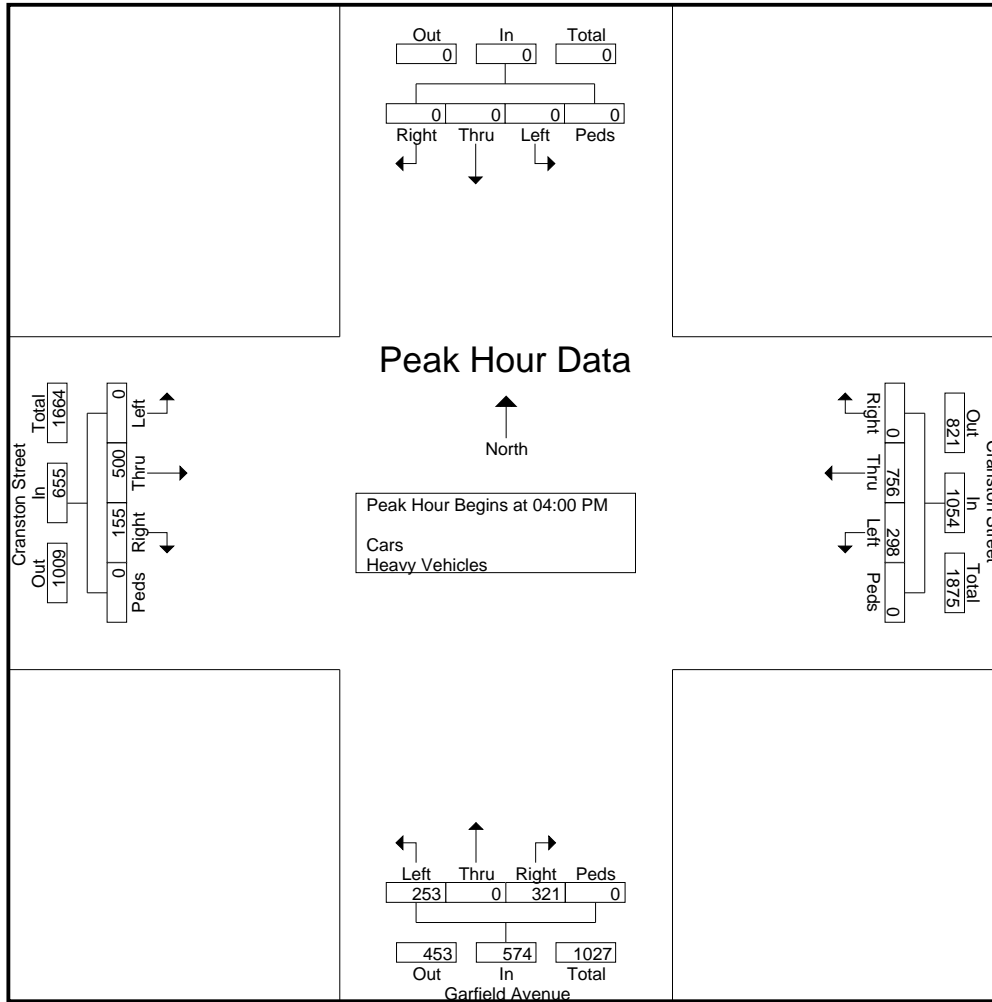 Out In Total
0 0 0
0 0 0 0
Right Thru Left Peds
Peak Hour Data
North
Peak Hour Begins at 04:00 PM
Cars
Heavy Vehicles
Cranston Street
Total In Out
1664 655 1009
0 500 155 0
Left Thru Right Peds
Cranston Street
Out In Total
821 1054 1875
0 756 298 0
Right Thru Left Peds
Left Thru Right Peds
253 0 321 0
453 574 1027
Out In Total
Garfield Avenue